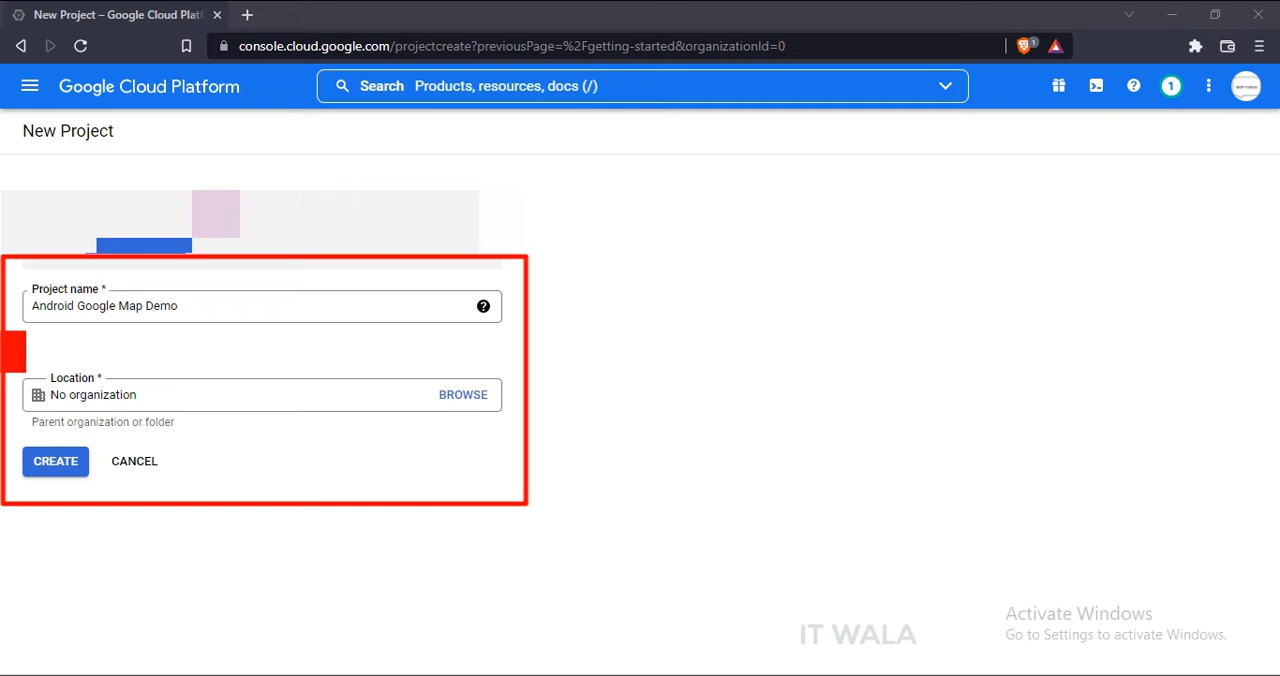 New Project – Google Cloud Platf
console.cloud.google.com/projectcreate?previousPage=%2Fgetting-started&organizationId=0
1
Google Cloud Platform
Search Products, resources, docs (/)
1
New Project
Project name *
Android Google Map Demo
Location *
No organization
BROWSE
Parent organization or folder
CREATE
CANCEL
Activate Windows
Go to Settings to activate Windows.
IT WALA